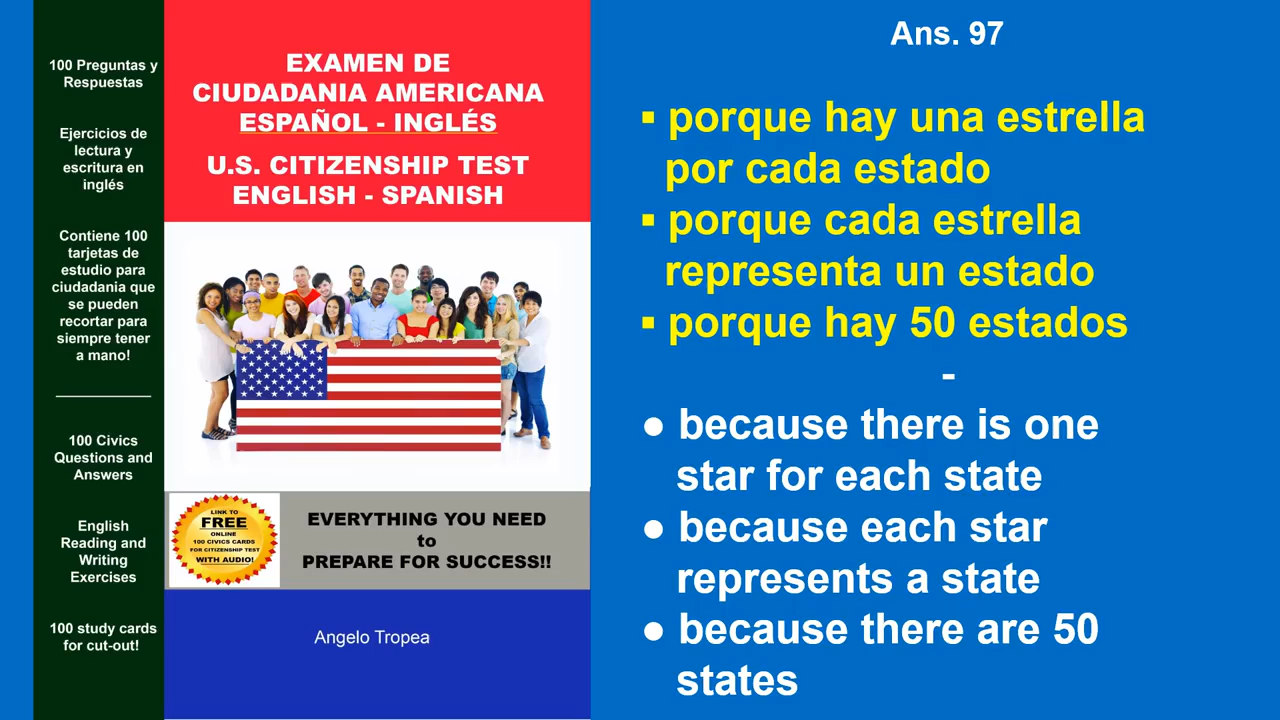 100 Preguntas y
Respuestas
Ejercicios de
lectura y
escritura en
inglés
Contiene 100
tarjetas de
estudio para
ciudadania que
se pueden
recortar para
siempre tener
a mano!
100 Civics
Questions and
Answers
English
Reading and
Writing
Exercises
100 study cards
for cut-out!
EXAMEN DE
CIUDADANIA AMERICANA
ESPAÑOL - INGLÉS
U.S. CITIZENSHIP TEST
ENGLISH - SPANISH
LINK TO
FREE
ONLINE
100 CIVICS CARDS
FOR CITIZENSHIP TEST
WITH AUDIO!
EVERYTHING YOU NEED
to
PREPARE FOR SUCCESS!!
Angelo Tropea
Ans. 97
▪ porque hay una estrella
por cada estado
▪ porque cada estrella
representa un estado
▪ porque hay 50 estados
-
● because there is one
star for each state
● because each star
represents a state
● because there are 50
states